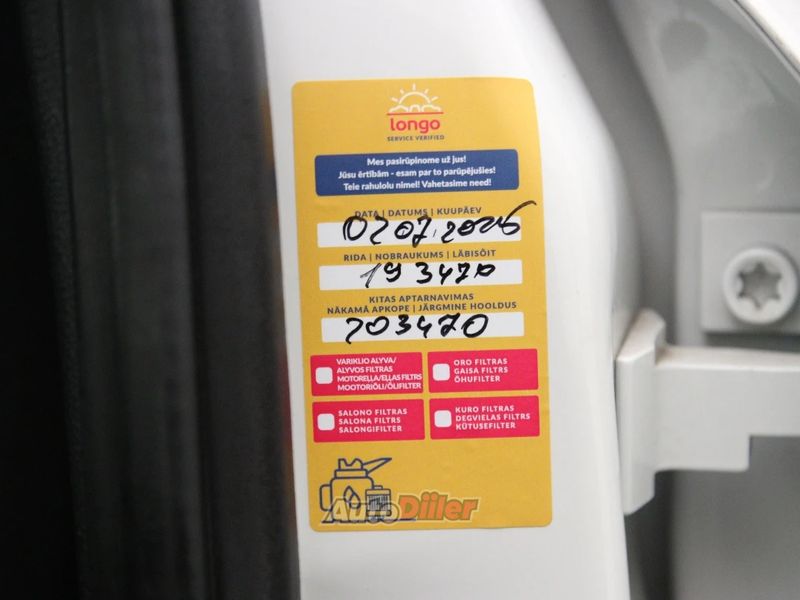 longo
SERVICE VERIFIED
Mes pasirūpinome už jus!
Jūsu ērtībām - esam par to parūpējušies!
Teie rahulolu nimel! Vahetasime need!
DATA | DATUMS | KUUPÄEV
02.07.2026
RIDA | NOBRAUKUMS | LÄBISÕIT
193470
KITAS APTARNAVIMAS
NĀKAMĀ APKOPE | JÄRGMINE HOOLDUS
203470
VARIKLIO ALYVA/
ALYVOS FILTRAS
MOTOREĻĻA/EĻĻAS FILTRS
MOOTORIÕLI/ÕLIFILTER
ORO FILTRAS
GAISA FILTRS
ÕHUFILTER
SALONO FILTRAS
SALONA FILTRS
SALONGIFILTER
KURO FILTRAS
DEGVIELAS FILTRS
KÜTUSEFILTER
AutoDiiler